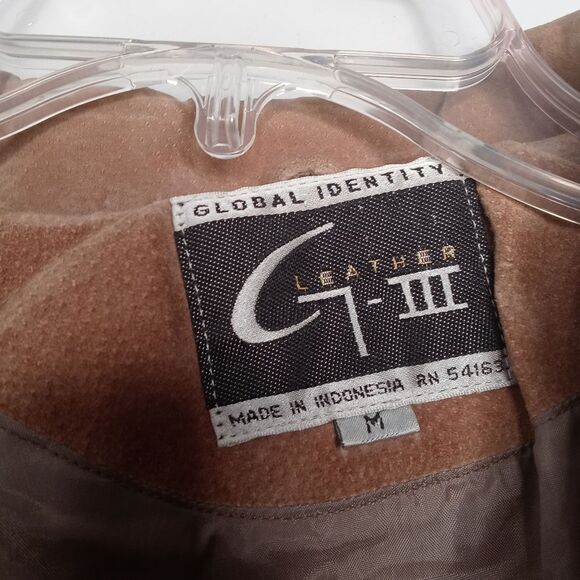 GLOBAL IDENTITY
LEATHER
G-III
MADE IN INDONESIA RN 54163
M